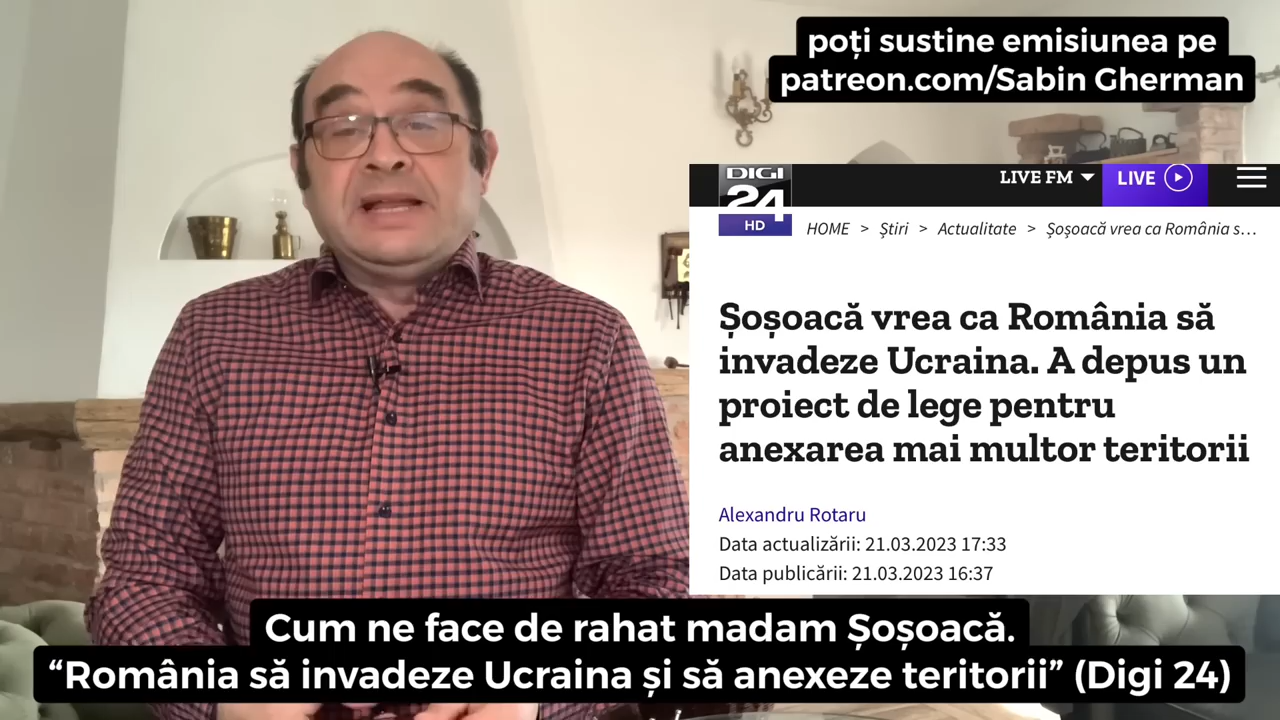 poți sustine emisiunea pe
patreon.com/Sabin Gherman
DIGI
24
HD
LIVE FM
LIVE
HOME > Știri > Actualitate > Șoșoacă vrea ca România s…
Șoșoacă vrea ca România să
invadeze Ucraina. A depus un
proiect de lege pentru
anexarea mai multor teritorii
Alexandru Rotaru
Data actualizării: 21.03.2023 17:33
Data publicării: 21.03.2023 16:37
Cum ne face de rahat madam Șoșoacă.
“România să invadeze Ucraina și să anexeze teritorii” (Digi 24)